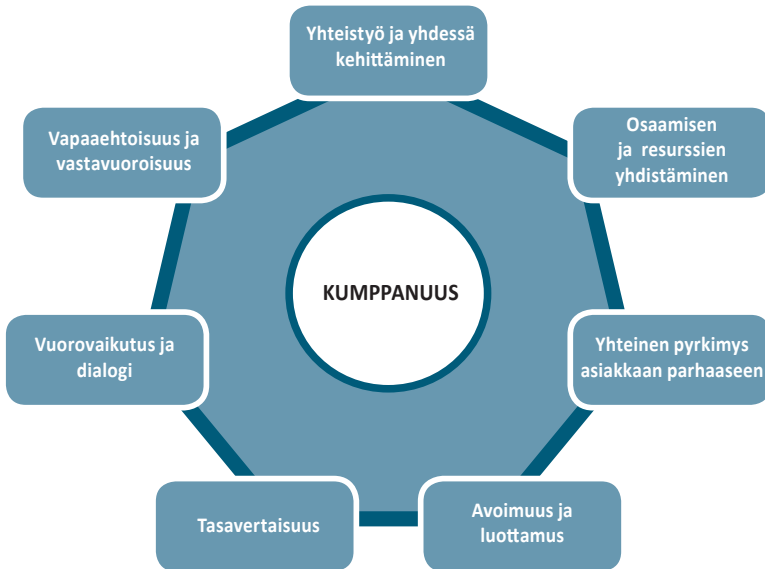 Yhteistyö ja yhdessä
kehittäminen
Osaamisen
ja resurssien
yhdistäminen
Yhteinen pyrkimys
asiakkaan parhaaseen
Avoimuus ja
luottamus
Tasavertaisuus
Vuorovaikutus ja
dialogi
Vapaaehtoisuus ja
vastavuoroisuus
KUMPPANUUS